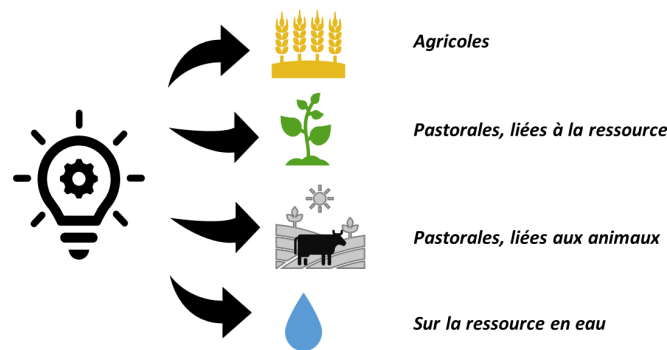 Agricoles
Pastorales, liées à la ressource
Pastorales, liées aux animaux
Sur la ressource en eau